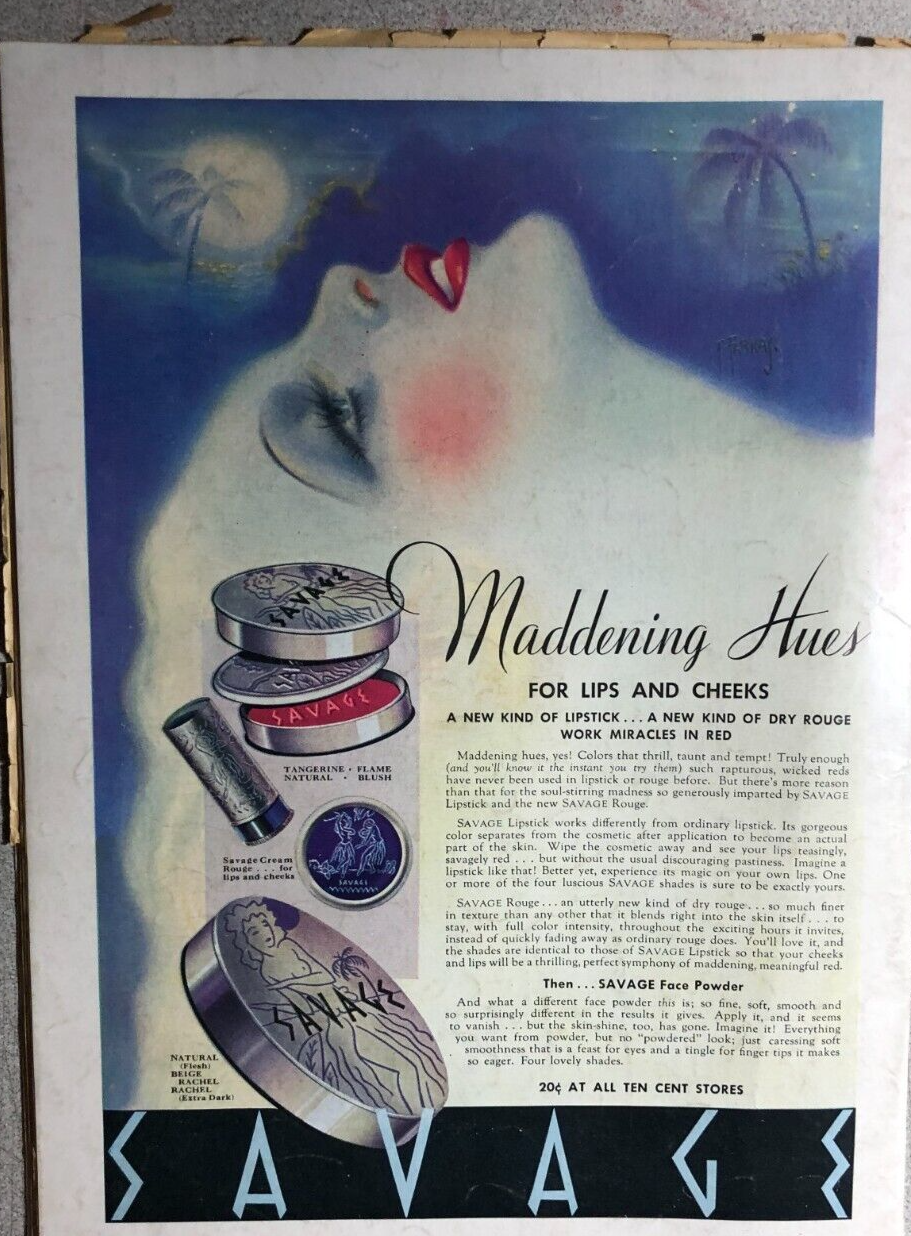 SAVAGE
SAVAGE
Maddening Hues
FOR LIPS AND CHEEKS
A NEW KIND OF LIPSTICK... A NEW KIND OF DRY ROUGE
WORK MIRACLES IN RED
TANGERINE · FLAME
NATURAL · BLUSH
Maddening hues, yes! Colors that thrill, taunt and tempt! Truly enough
(and you'll know it the instant you try them) such rapturous, wicked reds
have never been used in lipstick or rouge before. But there's more reason
than that for the soul-stirring madness so generously imparted by SAVAGE
Lipstick and the new SAVAGE Rouge.
SAVAGE Lipstick works differently from ordinary lipstick. Its gorgeous
color separates from the cosmetic after application to become an actual
part of the skin. Wipe the cosmetic away and see your lips teasingly,
savagely red . . . but without the usual discouraging pastiness. Imagine a
lipstick like that! Better yet, experience its magic on your own lips. One
or more of the four luscious SAVAGE shades is sure to be exactly yours.
Savage Cream
Rouge . . . for
lips and cheeks
SAVAGE
SAVAGE Rouge... an utterly new kind of dry rouge... so much finer
in texture than any other that it blends right into the skin itself . . . to
stay, with full color intensity, throughout the exciting hours it invites,
instead of quickly fading away as ordinary rouge does. You'll love it, and
the shades are identical to those of SAVAGE Lipstick so that your cheeks
and lips will be a thrilling, perfect symphony of maddening, meaningful red.
Then... SAVAGE Face Powder
And what a different face powder this is; so fine, soft, smooth and
so surprisingly different in the results it gives. Apply it, and it seems
to vanish . . . but the skin-shine, too, has gone. Imagine it! Everything
you want from powder, but no "powdered" look; just caressing soft
smoothness that is a feast for eyes and a tingle for finger tips it makes
so eager. Four lovely shades.
SAVAGE
NATURAL
(Flesh)
BEIGE
RACHEL
RACHEL
(Extra Dark)
20¢ AT ALL TEN CENT STORES
SAVAGE